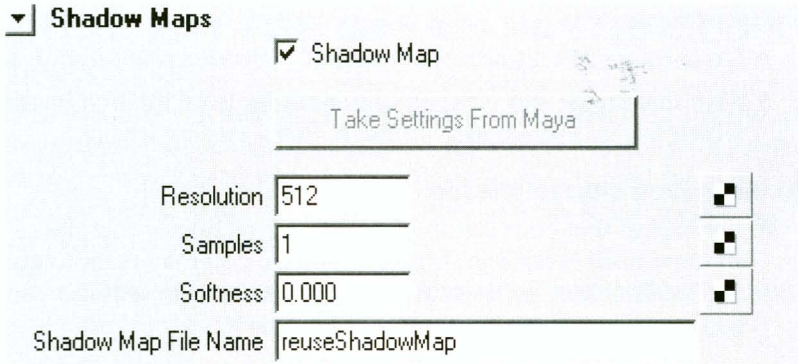 Shadow Maps
Shadow Map
Take Settings From Maya
Resolution 512
Samples 1
Softness 0.000
Shadow Map File Name reuseShadowMap